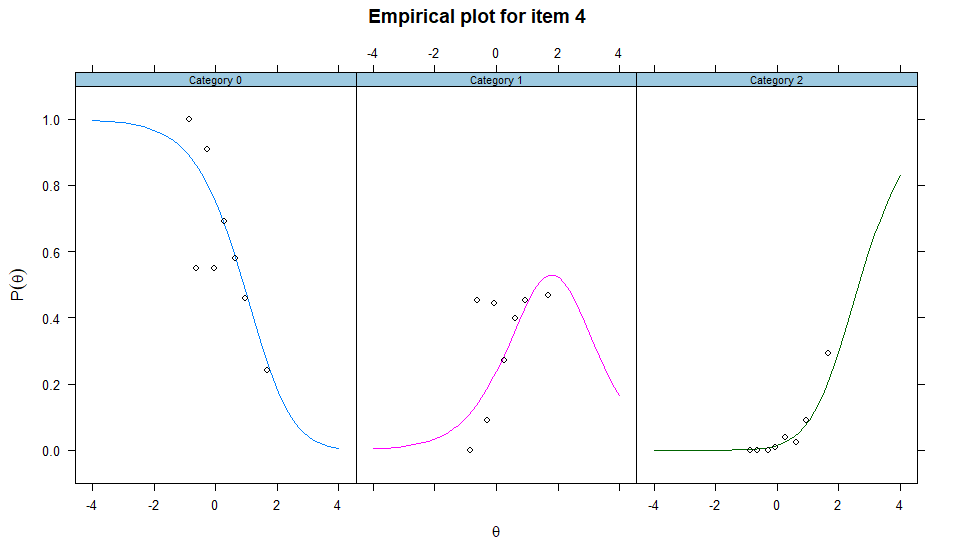 Empirical plot for item 4
-4 -2 0 2 4
Category 0 Category 1 Category 2
1.0
0.8
0.6
0.4
0.2
0.0
P(θ)
-4 -2 0 2 4 -4 -2 0 2 4
θ